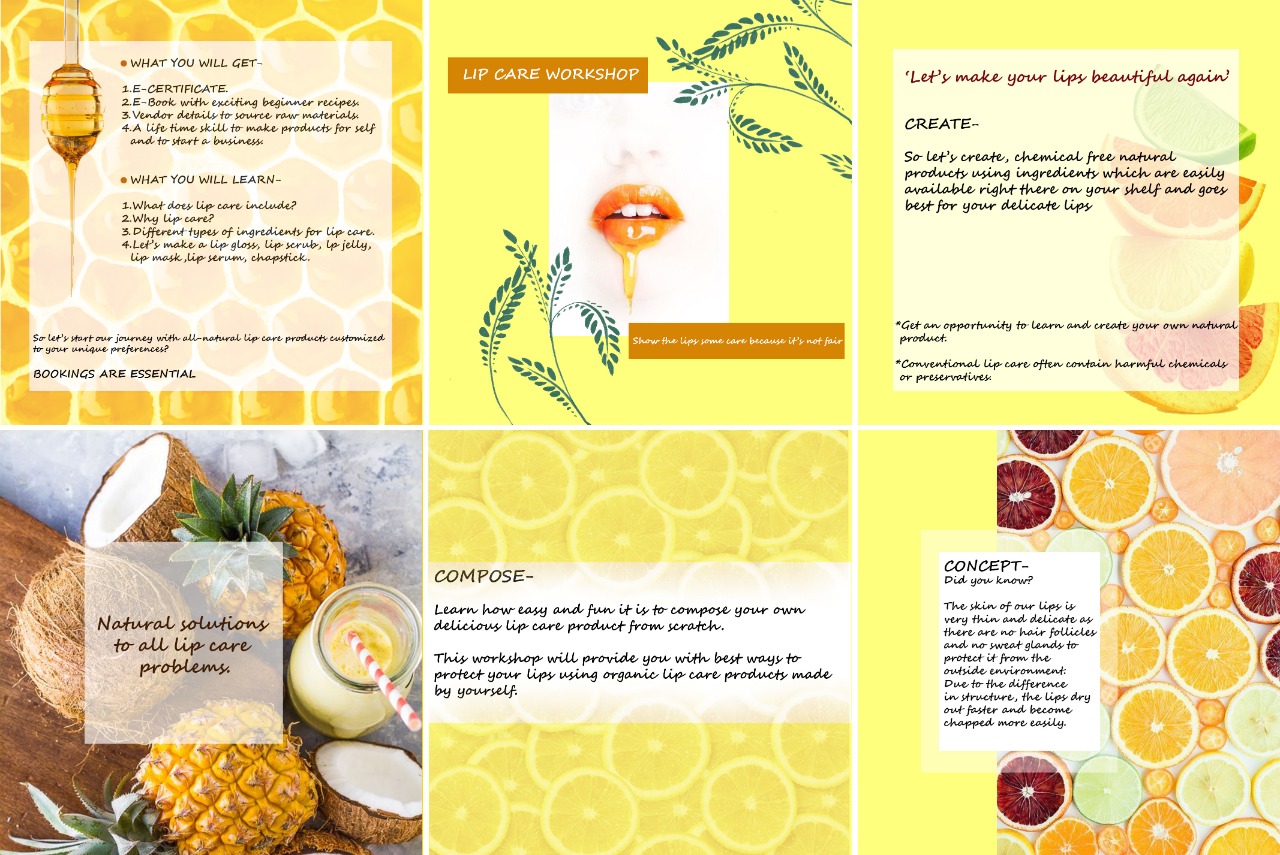 ● WHAT YOU WILL GET-
1.E-CERTIFICATE.
2.E-Book with exciting beginner recipes.
3.Vendor details to source raw materials.
4.A life time skill to make products for self
and to start a business.
● WHAT YOU WILL LEARN-
1.What does lip care include?
2.Why lip care?
3.Different types of ingredients for lip care.
4.Let's make a lip gloss, lip scrub, lp jelly,
lip mask ,lip serum, chapstick.
So let's start our journey with all-natural lip care products customized
to your unique preferences?
BOOKINGS ARE ESSENTIAL
LIP CARE WORKSHOP
Show the lips some care because it's not fair
'Let's make your lips beautiful again'
CREATE-
So let's create, chemical free natural
products using ingredients which are easily
available right there on your shelf and goes
best for your delicate lips
*Get an opportunity to learn and create your own natural
product.
*Conventional lip care often contain harmful chemicals
or preservatives.
Natural solutions
to all lip care
problems.
COMPOSE-
Learn how easy and fun it is to compose your own
delicious lip care product from scratch.
This workshop will provide you with best ways to
protect your lips using organic lip care products made
by yourself.
CONCEPT-
Did you know?
The skin of our lips is
very thin and delicate as
there are no hair follicles
and no sweat glands to
protect it from the
outside environment:
Due to the difference
in structure, the lips dry
out faster and become
chapped more easily.